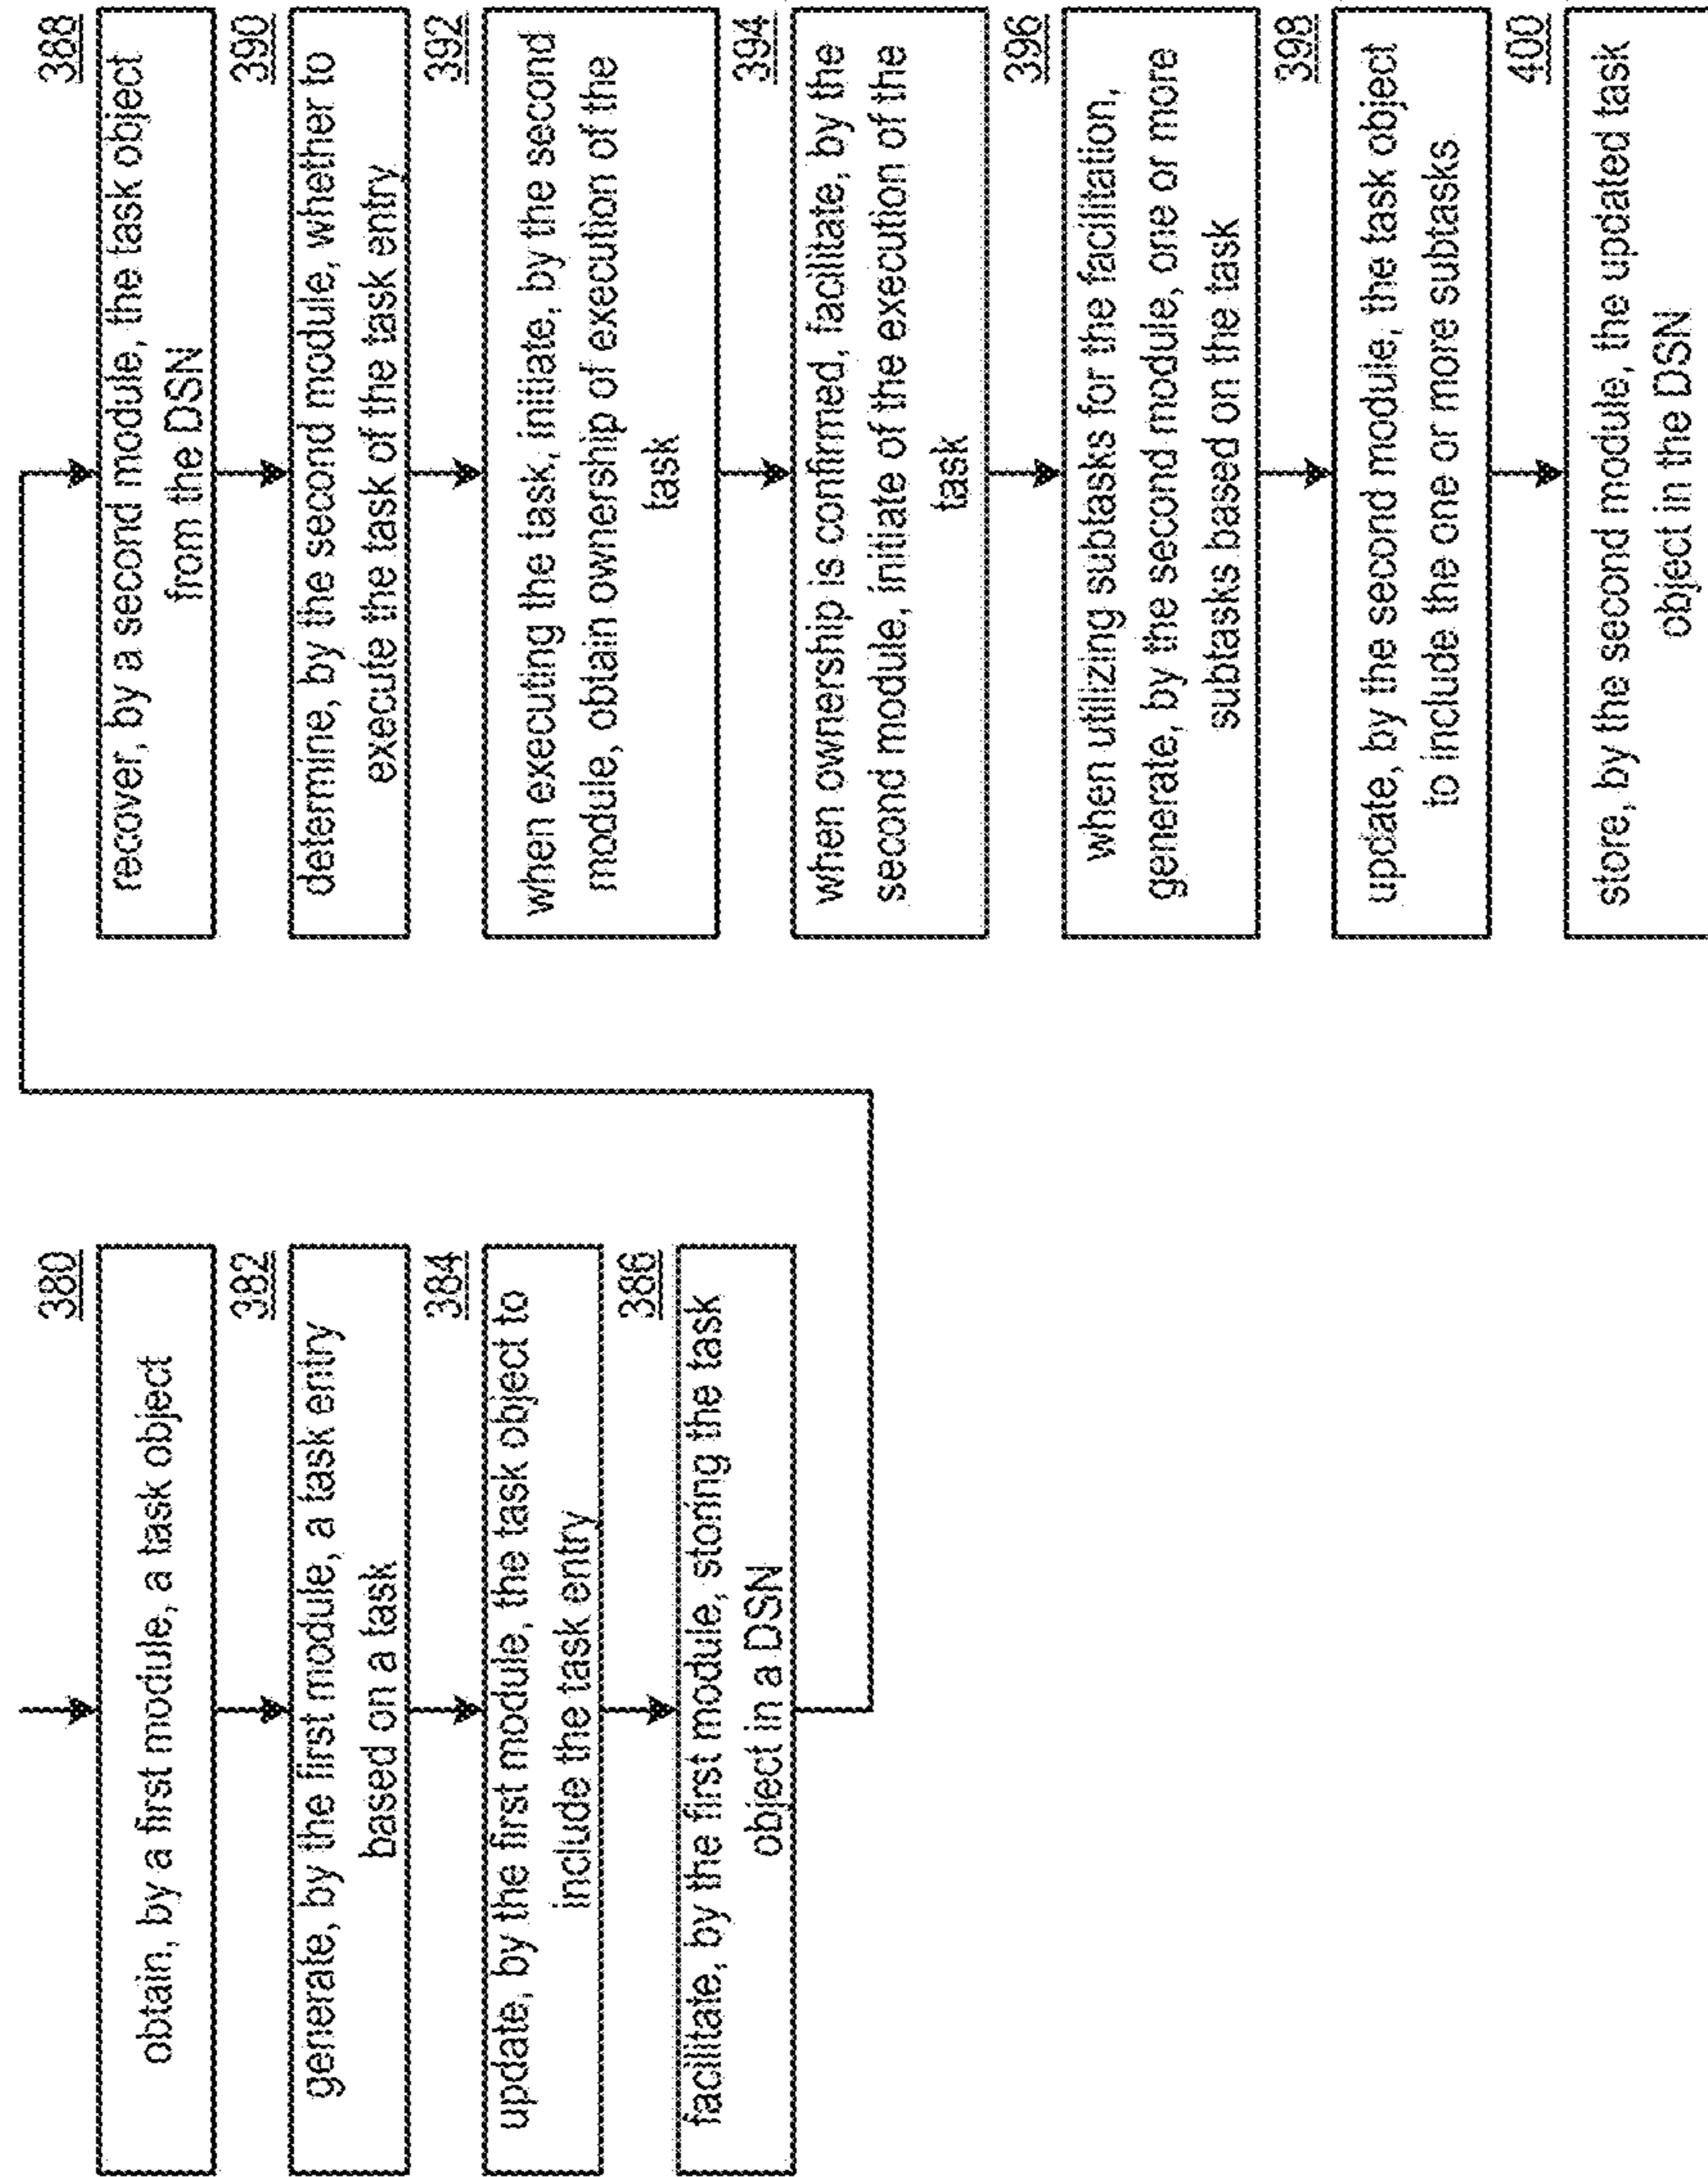 380
obtain, by a first module, a task object
382
generate, by the first module, a task entry
based on a task
384
update, by the first module, the task object to
include the task entry
386
facilitate, by the first module, storing the task
object in a DSN
388
recover, by a second module, the task object
from the DSN
390
determine, by the second module, whether to
execute the task of the task entry
392
when executing the task, initiate, by the second
module, obtain ownership of execution of the
task
394
when ownership is confirmed, facilitate, by the
second module, initiate of the execution of the
task
396
when utilizing subtasks for the facilitation,
generate, by the second module, one or more
subtasks based on the task
398
update, by the second module, the task object
to include the one or more subtasks
400
store, by the second module, the updated task
object in the DSN